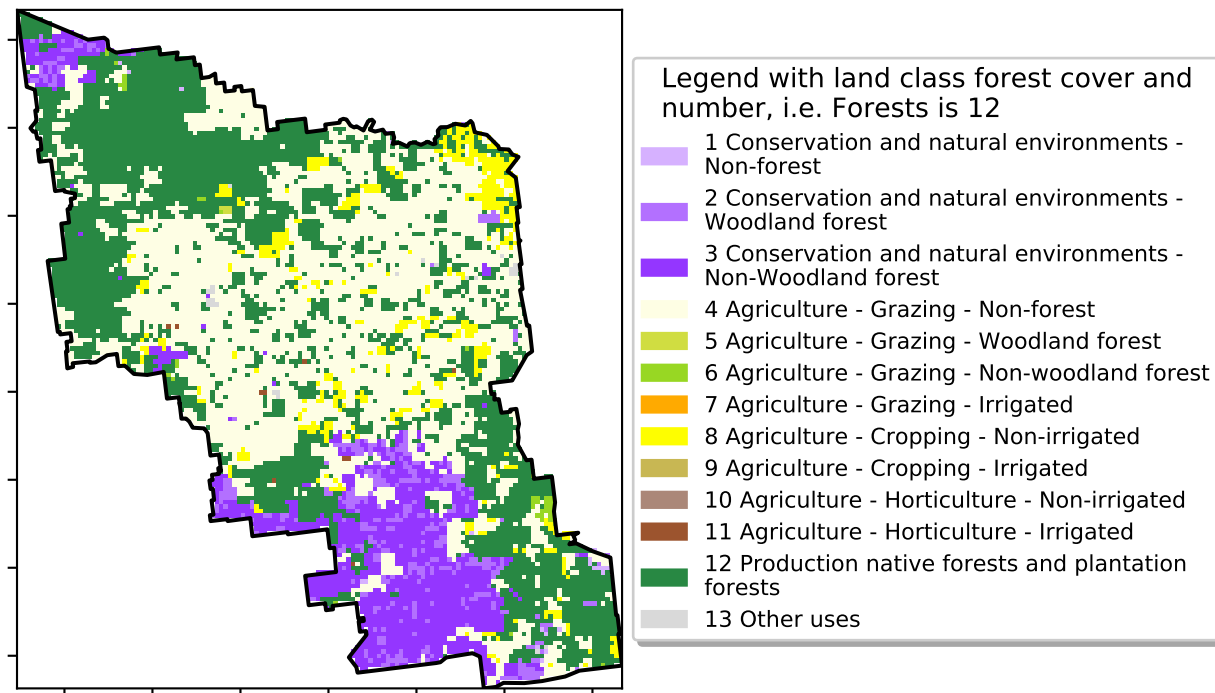 Legend with land class forest cover and
number, i.e. Forests is 12
1 Conservation and natural environments -
Non-forest
2 Conservation and natural environments -
Woodland forest
3 Conservation and natural environments -
Non-Woodland forest
4 Agriculture - Grazing - Non-forest
5 Agriculture - Grazing - Woodland forest
6 Agriculture - Grazing - Non-woodland forest
7 Agriculture - Grazing - Irrigated
8 Agriculture - Cropping - Non-irrigated
9 Agriculture - Cropping - Irrigated
10 Agriculture - Horticulture - Non-irrigated
11 Agriculture - Horticulture - Irrigated
12 Production native forests and plantation
forests
13 Other uses